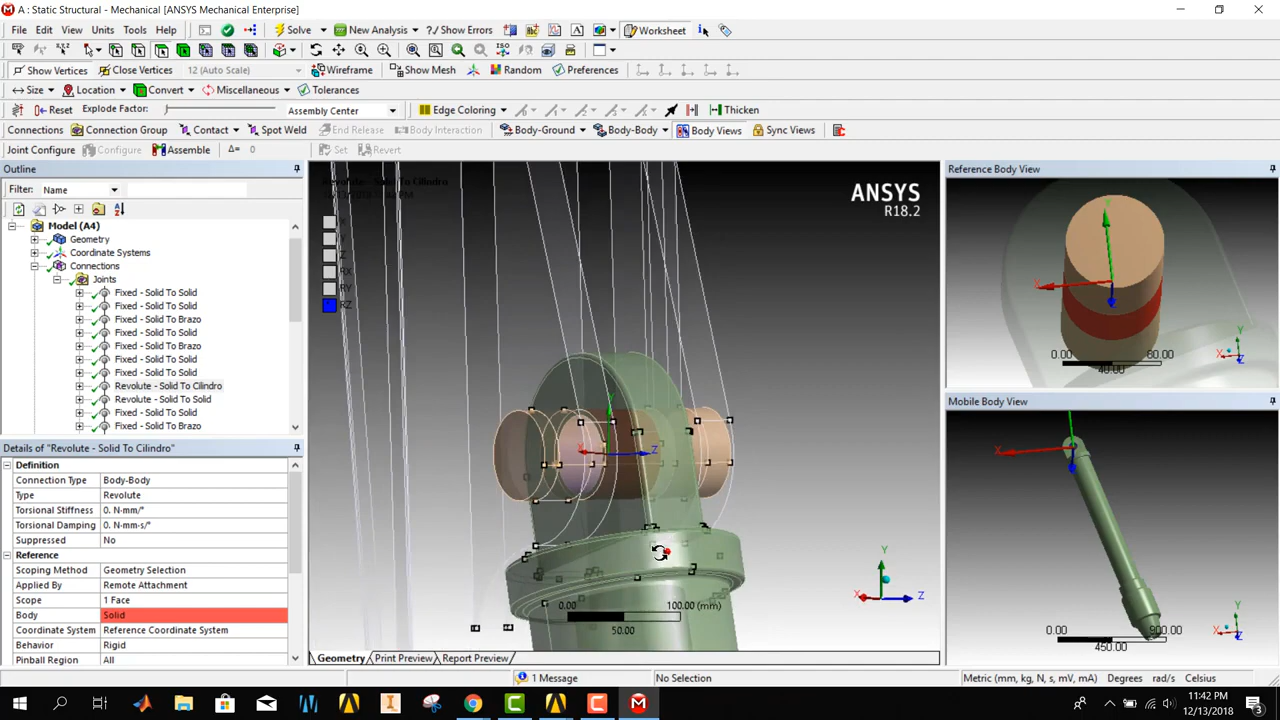 A : Static Structural - Mechanical [ANSYS Mechanical Enterprise]
File Edit View Units Tools Help Solve New Analysis Show Errors Worksheet
Show Vertices Close Vertices 12 (Auto Scale) Wireframe Show Mesh Random Preferences
Size Location Convert Miscellaneous Tolerances
Reset Explode Factor: Assembly Center Edge Coloring Thicken
Connections Connection Group Contact Spot Weld End Release Body Interaction Body-Ground Body-Body Body Views Sync Views
Joint Configure Configure Assemble Δ= 0 Set Revert
Outline
Filter: Name
Model (A4)
Geometry
Coordinate Systems
Connections
Joints
Fixed - Solid To Solid
Fixed - Solid To Solid
Fixed - Solid To Brazo
Fixed - Solid To Solid
Fixed - Solid To Brazo
Fixed - Solid To Solid
Fixed - Solid To Solid
Revolute - Solid To Cilindro
Revolute - Solid To Solid
Fixed - Solid To Solid
Fixed - Solid To Brazo
Details of "Revolute - Solid To Cilindro"
Definition
Connection Type Body-Body
Type Revolute
Torsional Stiffness 0. N·mm/°
Torsional Damping 0. N·mm·s/°
Suppressed No
Reference
Scoping Method Geometry Selection
Applied By Remote Attachment
Scope 1 Face
Body Solid
Coordinate System Reference Coordinate System
Behavior Rigid
Pinball Region All
Revolute - Solid To Cilindro
X
Y
Z
RX
RY
RZ
ANSYS
R18.2
Y
X
Z
0.00 100.00 (mm)
50.00
Y
X Z
Geometry Print Preview Report Preview
Reference Body View
Y
X
0.00 80.00
40.00
Y
X
Z
Mobile Body View
X
0.00 900.00
450.00
Y
X
Z
1 Message No Selection Metric (mm, kg, N, s, mV, mA) Degrees rad/s Celsius
11:42 PM
12/13/2018
3